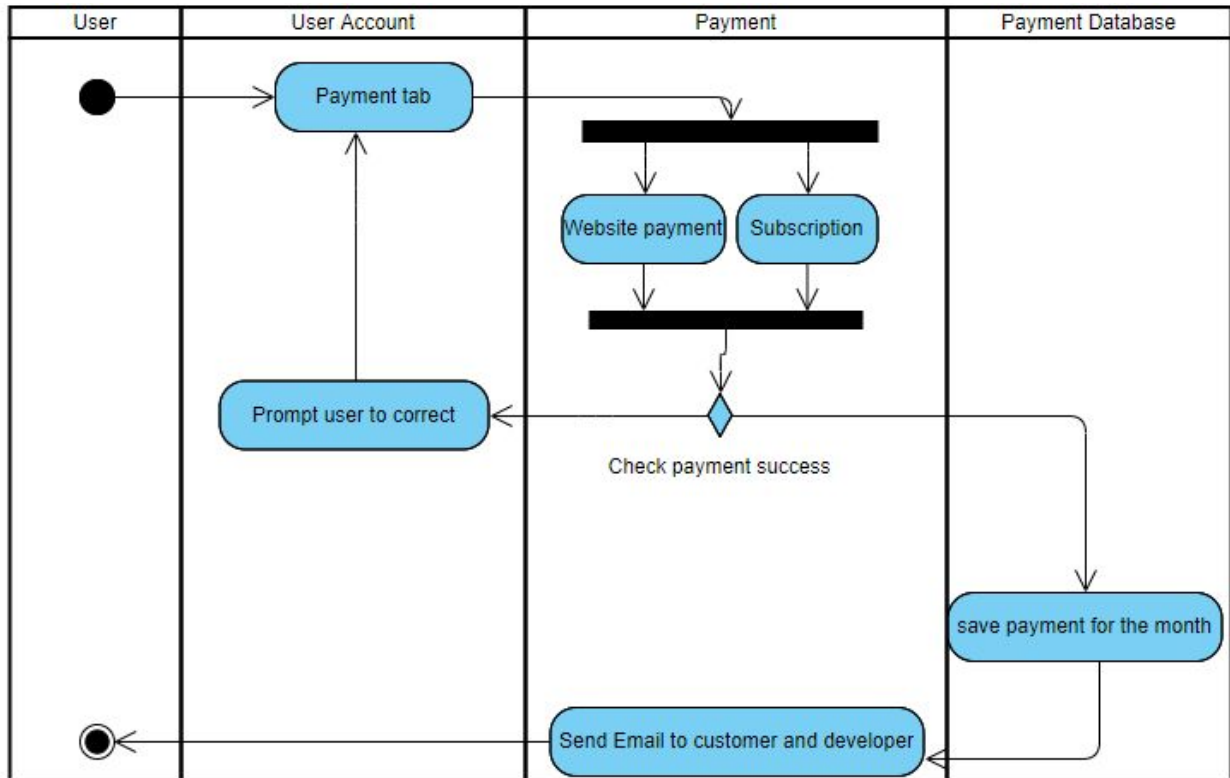 User
User Account
Payment
Payment Database
Payment tab
Website payment
Subscription
Prompt user to correct
Check payment success
save payment for the month
Send Email to customer and developer